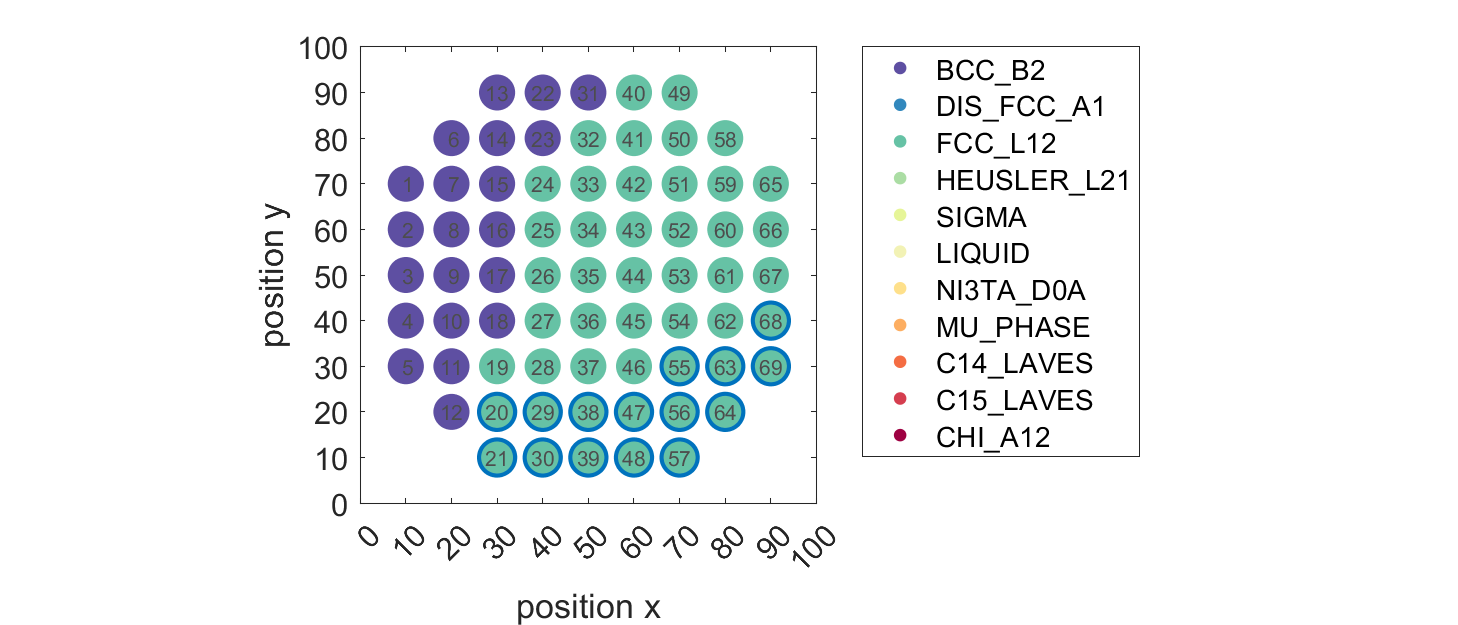 100
90
80
70
60
50
40
30
20
10
0
position y
13 22 31 40 49
6 14 23 32 41 50 58
1 7 15 24 33 42 51 59 65
2 8 16 25 34 43 52 60 66
3 9 17 26 35 44 53 61 67
4 10 18 27 36 45 54 62 68
5 11 19 28 37 46 55 63 69
12 20 29 38 47 56 64
21 30 39 48 57
0 10 20 30 40 50 60 70 80 90 100
position x
BCC_B2
DIS_FCC_A1
FCC_L12
HEUSLER_L21
SIGMA
LIQUID
NI3TA_D0A
MU_PHASE
C14_LAVES
C15_LAVES
CHI_A12